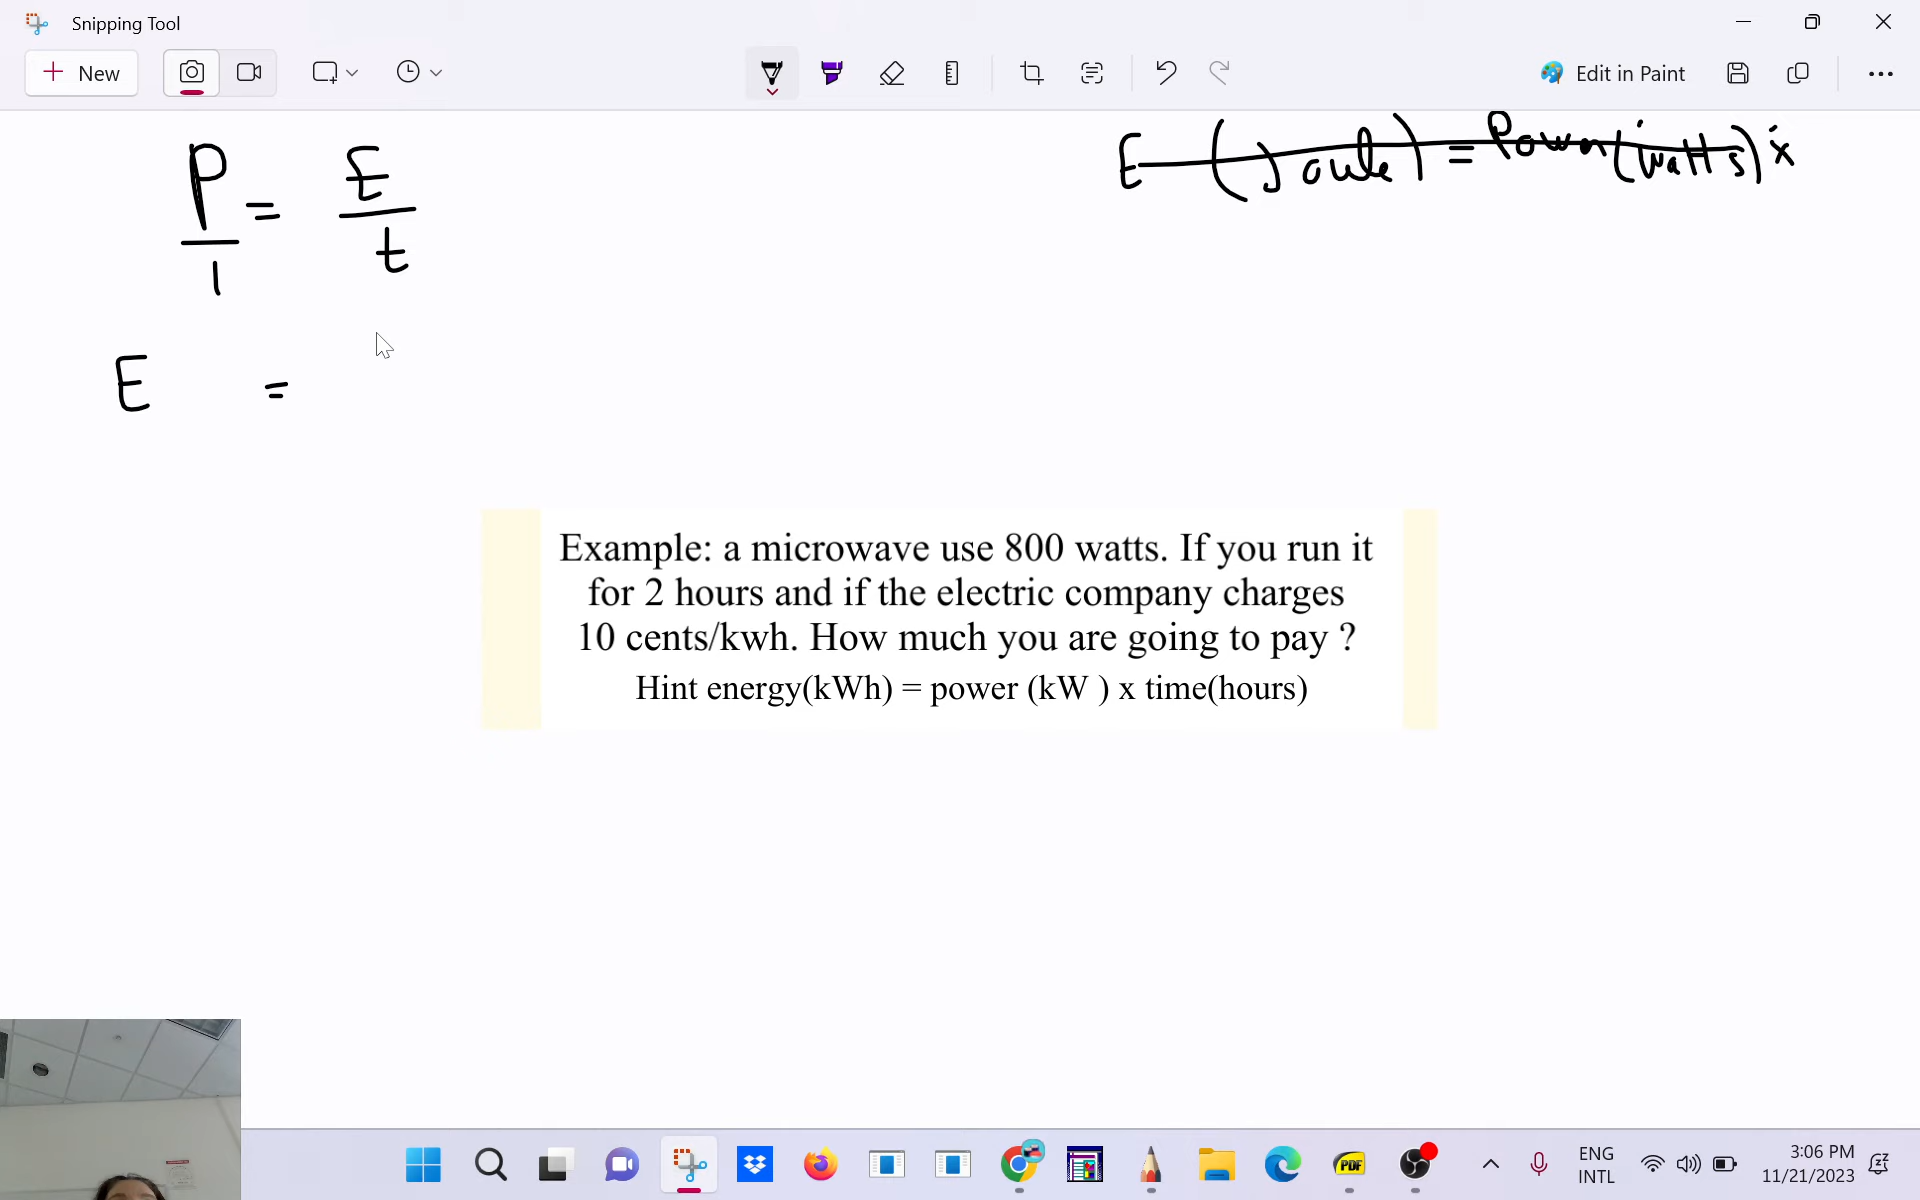 Snipping Tool
New
Edit in Paint
P/1 = E/t
E (Joule) = Power (watts) x
E =
Example: a microwave use 800 watts. If you run it
for 2 hours and if the electric company charges
10 cents/kwh. How much you are going to pay ?
Hint energy(kWh) = power (kW ) x time(hours)
PDF
ENG
INTL
3:06 PM
11/21/2023